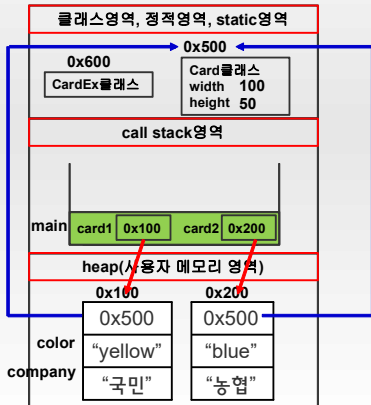 클래스영역, 정적영역, static영역
0x500
0x600
CardEx클래스
Card클래스
width 100
height 50
call stack영역
main card1 0x100 card2 0x200
heap(사용자 메모리 영역)
0x100 0x200
0x500 0x500
color "yellow" "blue"
company "국민" "농협"